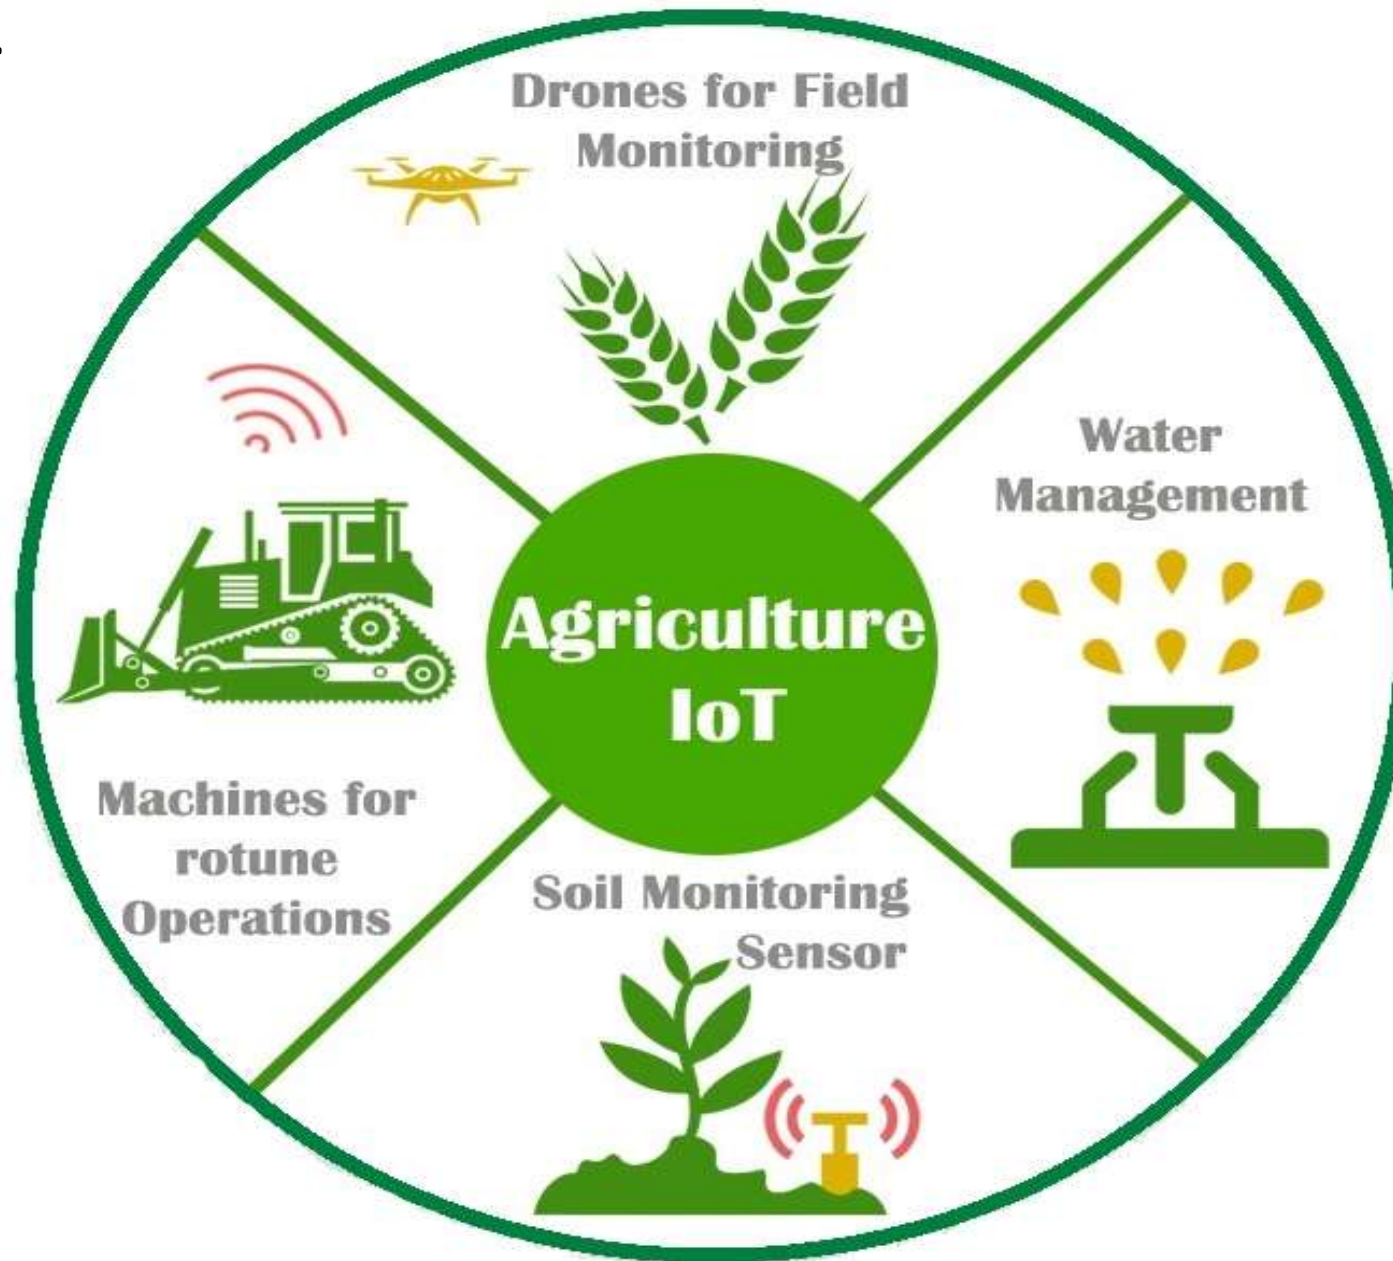 Drones for Field
Monitoring
Water
Management
Agriculture
IoT
Machines for
rotune
Operations
Soil Monitoring
Sensor